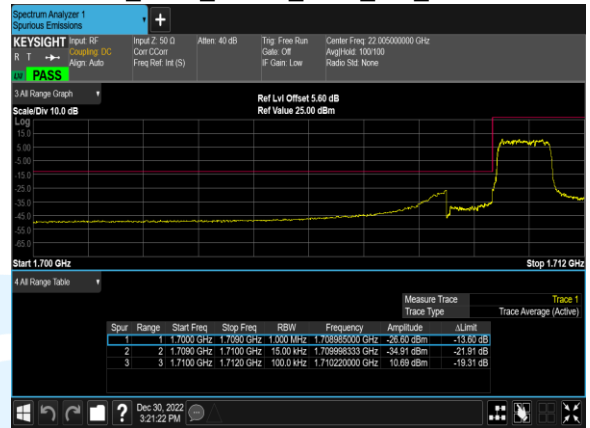 Spectrum Analyzer 1
Spurious Emissions
+
KEYSIGHT Input: RF Input Z: 50 Ω Atten: 40 dB Trig: Free Run Center Freq: 22.005000000 GHz
R T Coupling: DC Corr CCorr Gate: Off Avg|Hold: 100/100
Align: Auto Freq Ref: Int (S) IF Gain: Low Radio Std: None
PASS
3 All Range Graph
Ref Lvl Offset 5.60 dB
Scale/Div 10.0 dB Ref Value 25.00 dBm
Log
15.0
5.00
-5.00
-15.0
-25.0
-35.0
-45.0
-55.0
-65.0
Start 1.700 GHz Stop 1.712 GHz
4 All Range Table
Measure Trace Trace 1
Trace Type Trace Average (Active)
Spur Range Start Freq Stop Freq RBW Frequency Amplitude ΔLimit
1 1 1.7000 GHz 1.7090 GHz 1.000 MHz 1.708985000 GHz -26.60 dBm -13.60 dB
2 2 1.7090 GHz 1.7100 GHz 15.00 kHz 1.709998333 GHz -34.91 dBm -21.91 dB
3 3 1.7100 GHz 1.7120 GHz 100.0 kHz 1.710220000 GHz 10.69 dBm -19.31 dB
? Dec 30, 2022
3:21:22 PM